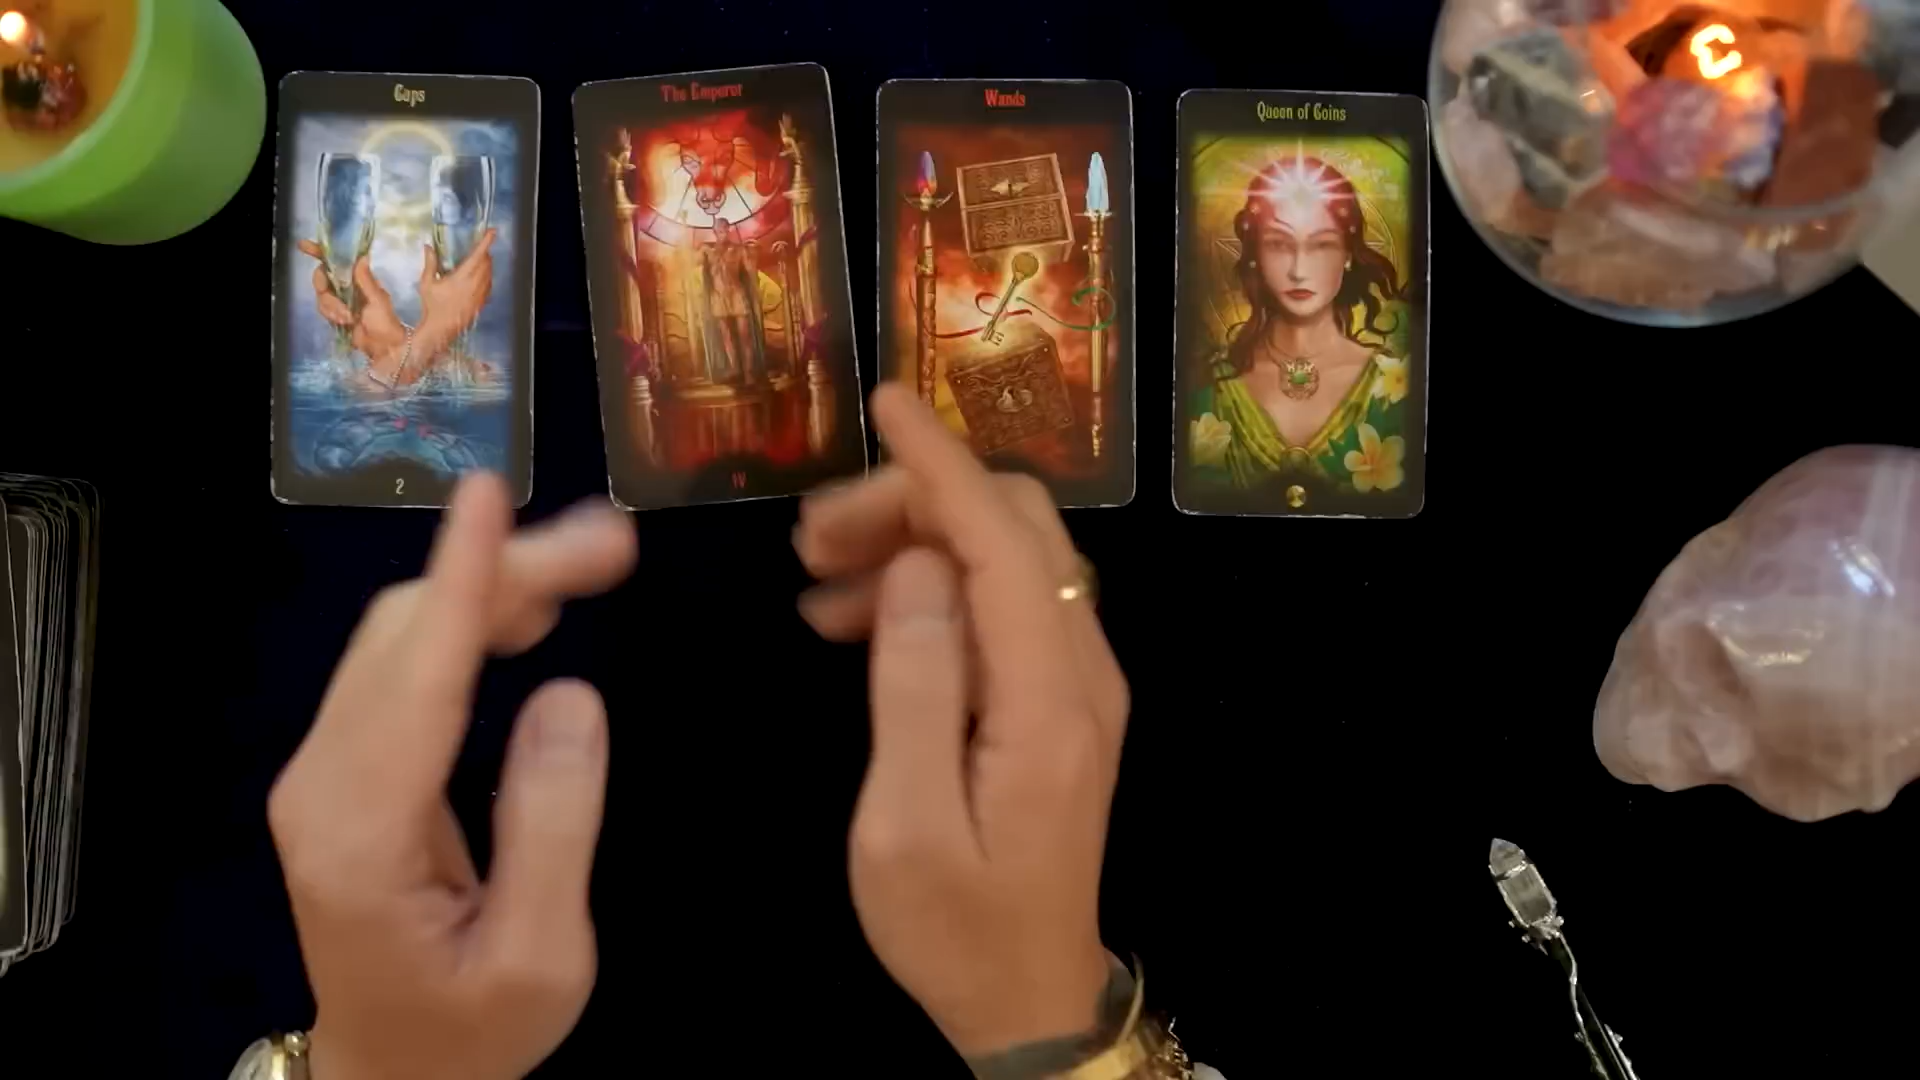 Cups
2
The Emperor
IV
Wands
Queen of Coins